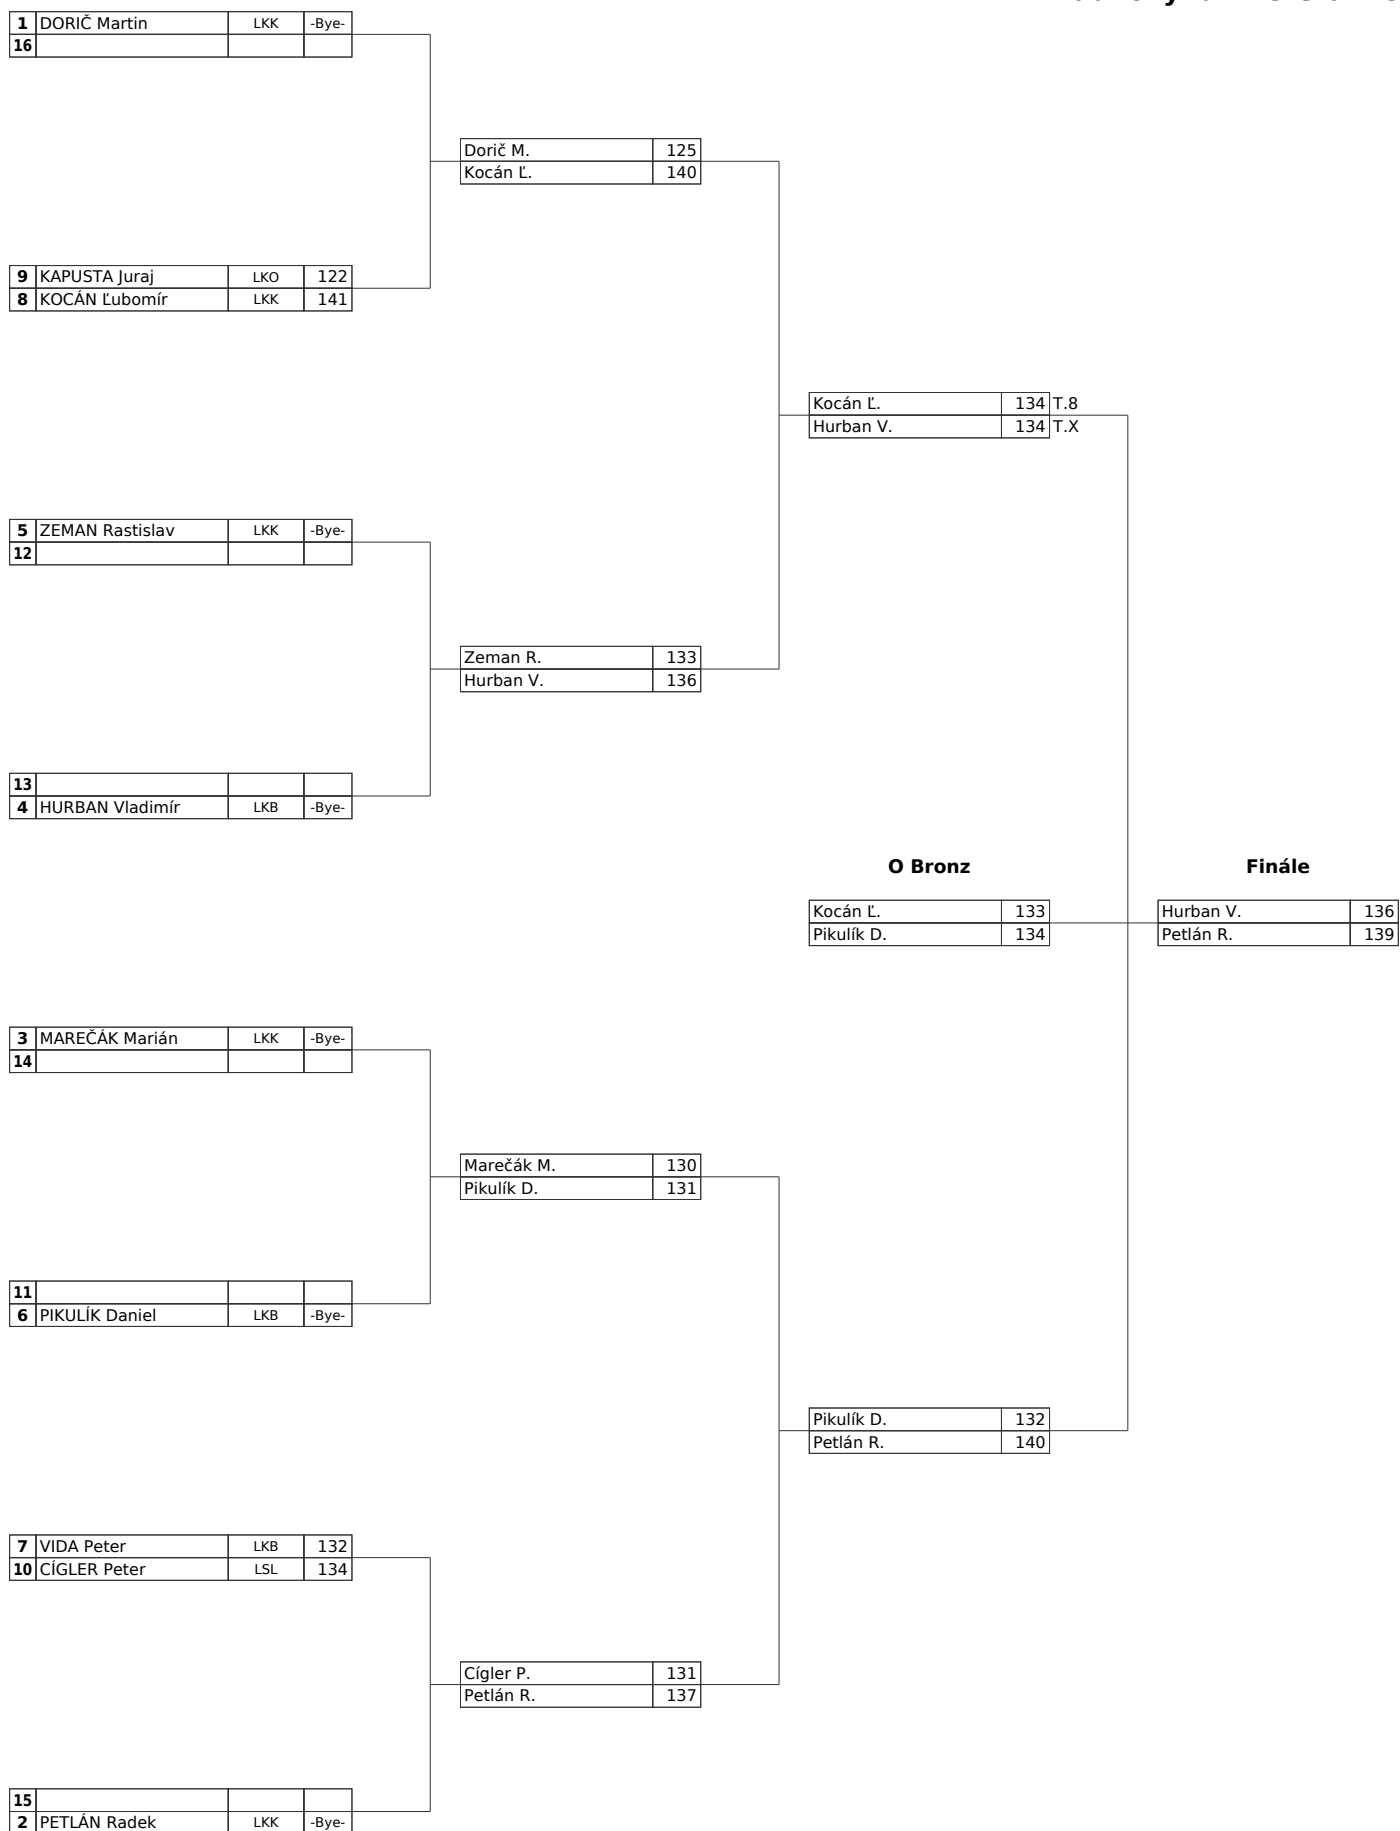 1 DORIČ Martin LKK -Bye-
16
Dorič M. 125
Kocán Ľ. 140
9 KAPUSTA Juraj LKO 122
8 KOCÁN Ľubomír LKK 141
Kocán Ľ. 134 T.8
Hurban V. 134 T.X
5 ZEMAN Rastislav LKK -Bye-
12
Zeman R. 133
Hurban V. 136
13
4 HURBAN Vladimír LKB -Bye-
O Bronz Finále
Kocán Ľ. 133 Hurban V. 136
Pikulík D. 134 Petlán R. 139
3 MAREČÁK Marián LKK -Bye-
14
Marečák M. 130
Pikulík D. 131
11
6 PIKULÍK Daniel LKB -Bye-
Pikulík D. 132
Petlán R. 140
7 VIDA Peter LKB 132
10 CÍGLER Peter LSL 134
Cígler P. 131
Petlán R. 137
15
2 PETLÁN Radek LKK -Bye-